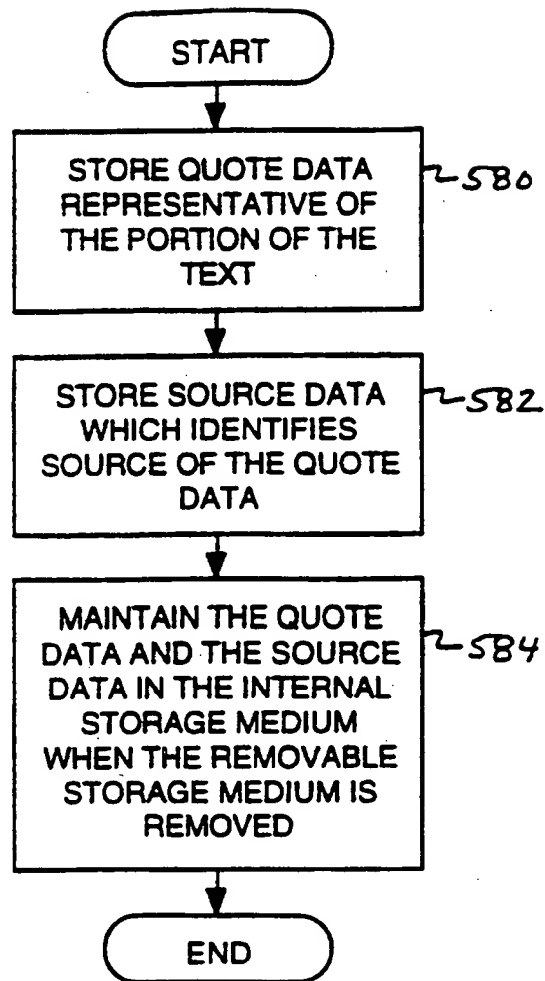 START
STORE QUOTE DATA
REPRESENTATIVE OF
THE PORTION OF THE
TEXT
580
STORE SOURCE DATA
WHICH IDENTIFIES
SOURCE OF THE QUOTE
DATA
582
MAINTAIN THE QUOTE
DATA AND THE SOURCE
DATA IN THE INTERNAL
STORAGE MEDIUM
WHEN THE REMOVABLE
STORAGE MEDIUM IS
REMOVED
584
END